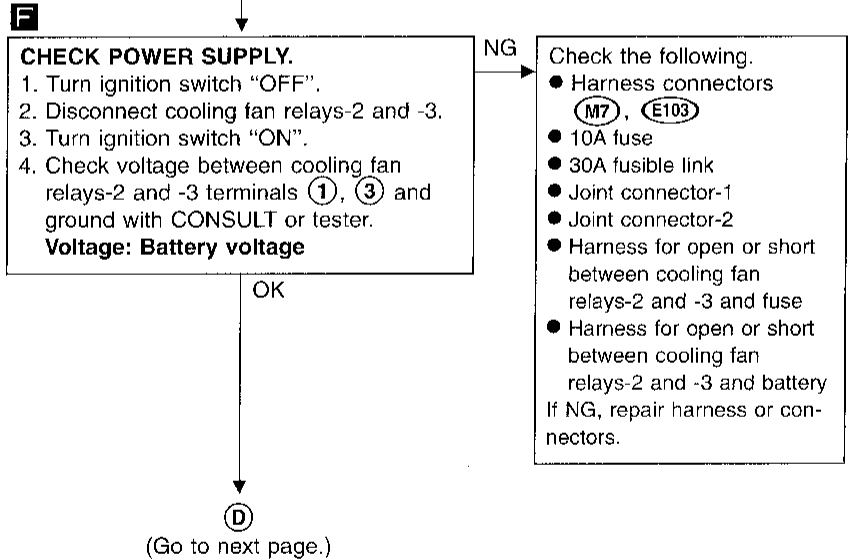 F
CHECK POWER SUPPLY.
1. Turn ignition switch “OFF”.
2. Disconnect cooling fan relays-2 and -3.
3. Turn ignition switch “ON”.
4. Check voltage between cooling fan
relays-2 and -3 terminals ①, ③ and
ground with CONSULT or tester.
Voltage: Battery voltage
NG
Check the following.
● Harness connectors
M7, E103
● 10A fuse
● 30A fusible link
● Joint connector-1
● Joint connector-2
● Harness for open or short
between cooling fan
relays-2 and -3 and fuse
● Harness for open or short
between cooling fan
relays-2 and -3 and battery
If NG, repair harness or con-
nectors.
OK
Ⓓ
(Go to next page.)